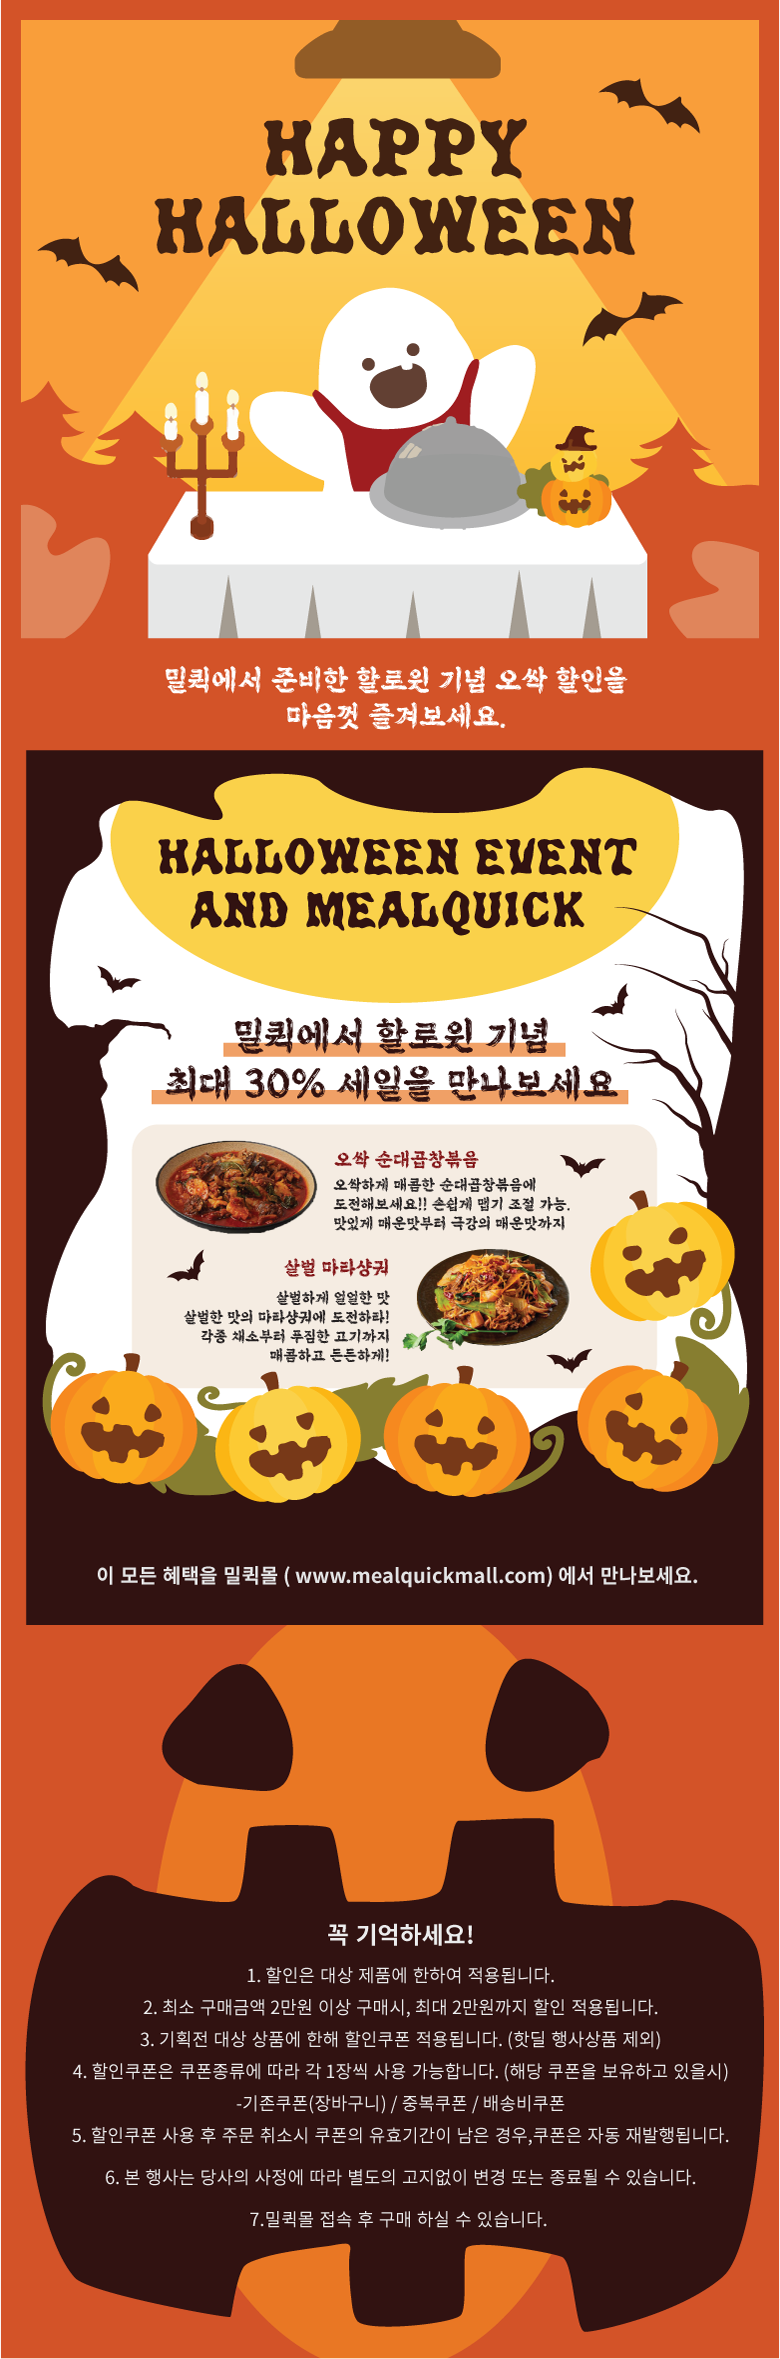 HAPPY
HALLOWEEN
밀퀵에서 준비한 할로윈 기념 오싹 할인을
마음껏 즐겨보세요.
HALLOWEEN EVENT
AND MEALQUICK
밀퀵에서 할로윈 기념
최대 30% 세일을 만나보세요
오싹 순대곱창볶음
오싹하게 매콤한 순대곱창볶음에
도전해보세요!! 손쉽게 맵기 조절 가능.
맛있게 매운맛부터 극강의 매운맛까지
살벌 마라샹궈
살벌하게 얼얼한 맛
살벌한 맛의 마라샹궈에 도전하라!
각종 채소부터 푸짐한 고기까지
매콤하고 든든하게!
이 모든 혜택을 밀퀵몰 ( www.mealquickmall.com) 에서 만나보세요.
꼭 기억하세요!
1. 할인은 대상 제품에 한하여 적용됩니다.
2. 최소 구매금액 2만원 이상 구매시, 최대 2만원까지 할인 적용됩니다.
3. 기획전 대상 상품에 한해 할인쿠폰 적용됩니다. (핫딜 행사상품 제외)
4. 할인쿠폰은 쿠폰종류에 따라 각 1장씩 사용 가능합니다. (해당 쿠폰을 보유하고 있을시)
-기존쿠폰(장바구니) / 중복쿠폰 / 배송비쿠폰
5. 할인쿠폰 사용 후 주문 취소시 쿠폰의 유효기간이 남은 경우,쿠폰은 자동 재발행됩니다.
6. 본 행사는 당사의 사정에 따라 별도의 고지없이 변경 또는 종료될 수 있습니다.
7.밀퀵몰 접속 후 구매 하실 수 있습니다.